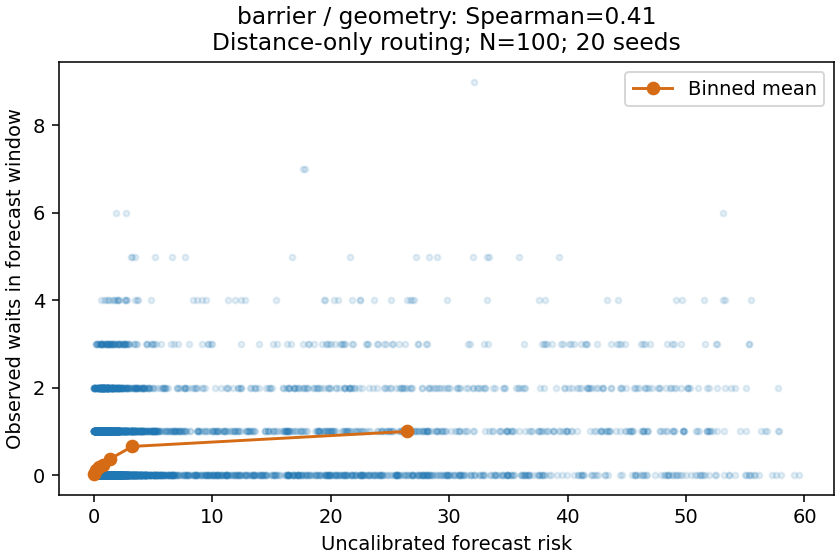 barrier / geometry: Spearman=0.41
Distance-only routing; N=100; 20 seeds
Binned mean
Observed waits in forecast window
8
6
4
2
0
0 10 20 30 40 50 60
Uncalibrated forecast risk